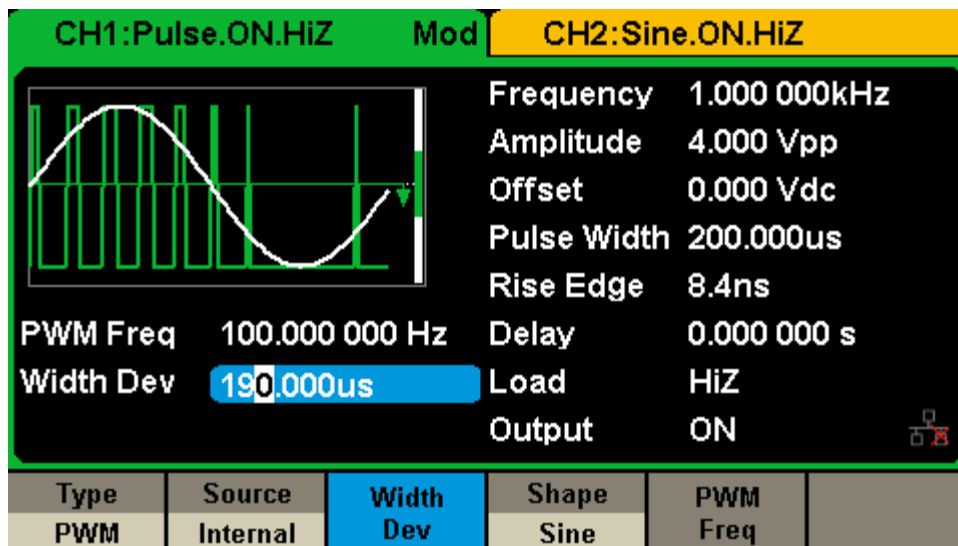 CH1:Pulse.ON.HiZ Mod CH2:Sine.ON.HiZ
Frequency 1.000 000kHz
Amplitude 4.000 Vpp
Offset 0.000 Vdc
Pulse Width 200.000us
Rise Edge 8.4ns
PWM Freq 100.000 000 Hz
Delay 0.000 000 s
Width Dev 190.000us
Load HiZ
Output ON
Type PWM
Source Internal
Width Dev
Shape Sine
PWM Freq